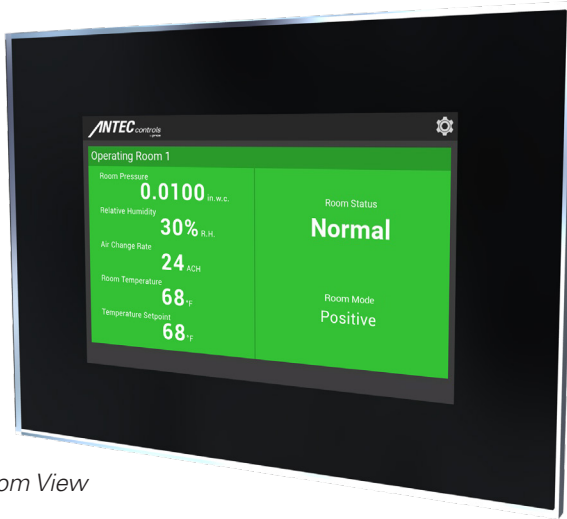 ANTEC controls
Operating Room 1
Room Pressure
0.0100 in.w.c.
Relative Humidity
30% R.H.
Air Change Rate
24 ACH
Room Temperature
68 °F
Temperature Setpoint
68 °F
Room Status
Normal
Room Mode
Positive
View